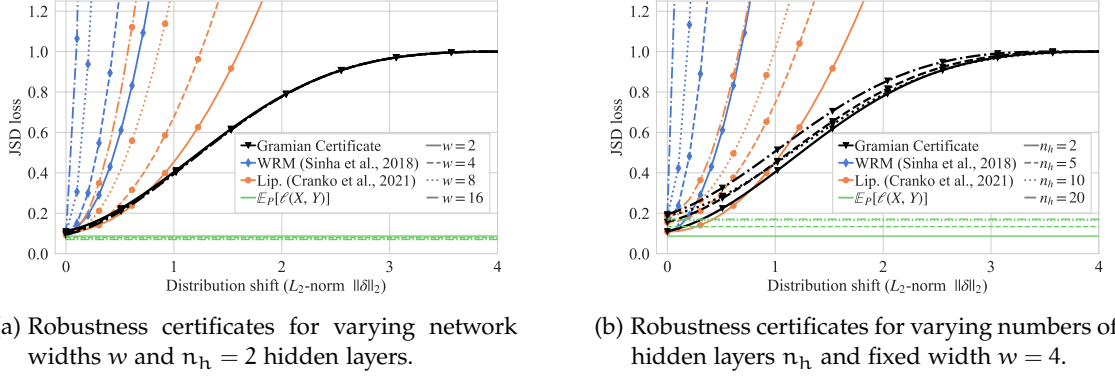 1.2
1.0
0.8
0.6
0.4
0.2
0.0
JSD loss
Gramian Certificate
WRM (Sinha et al., 2018)
Lip. (Cranko et al., 2021)
𝔼_P[ℓ(X, Y)]
w = 2
w = 4
w = 8
w = 16
0 1 2 3 4
Distribution shift (L₂-norm ||δ||₂)
1.2
1.0
0.8
0.6
0.4
0.2
0.0
JSD loss
Gramian Certificate
WRM (Sinha et al., 2018)
Lip. (Cranko et al., 2021)
𝔼_P[ℓ(X, Y)]
n_h = 2
n_h = 5
n_h = 10
n_h = 20
0 1 2 3 4
Distribution shift (L₂-norm ||δ||₂)
a) Robustness certificates for varying network
widths w and n_h = 2 hidden layers.
(b) Robustness certificates for varying numbers of
hidden layers n_h and fixed width w = 4.